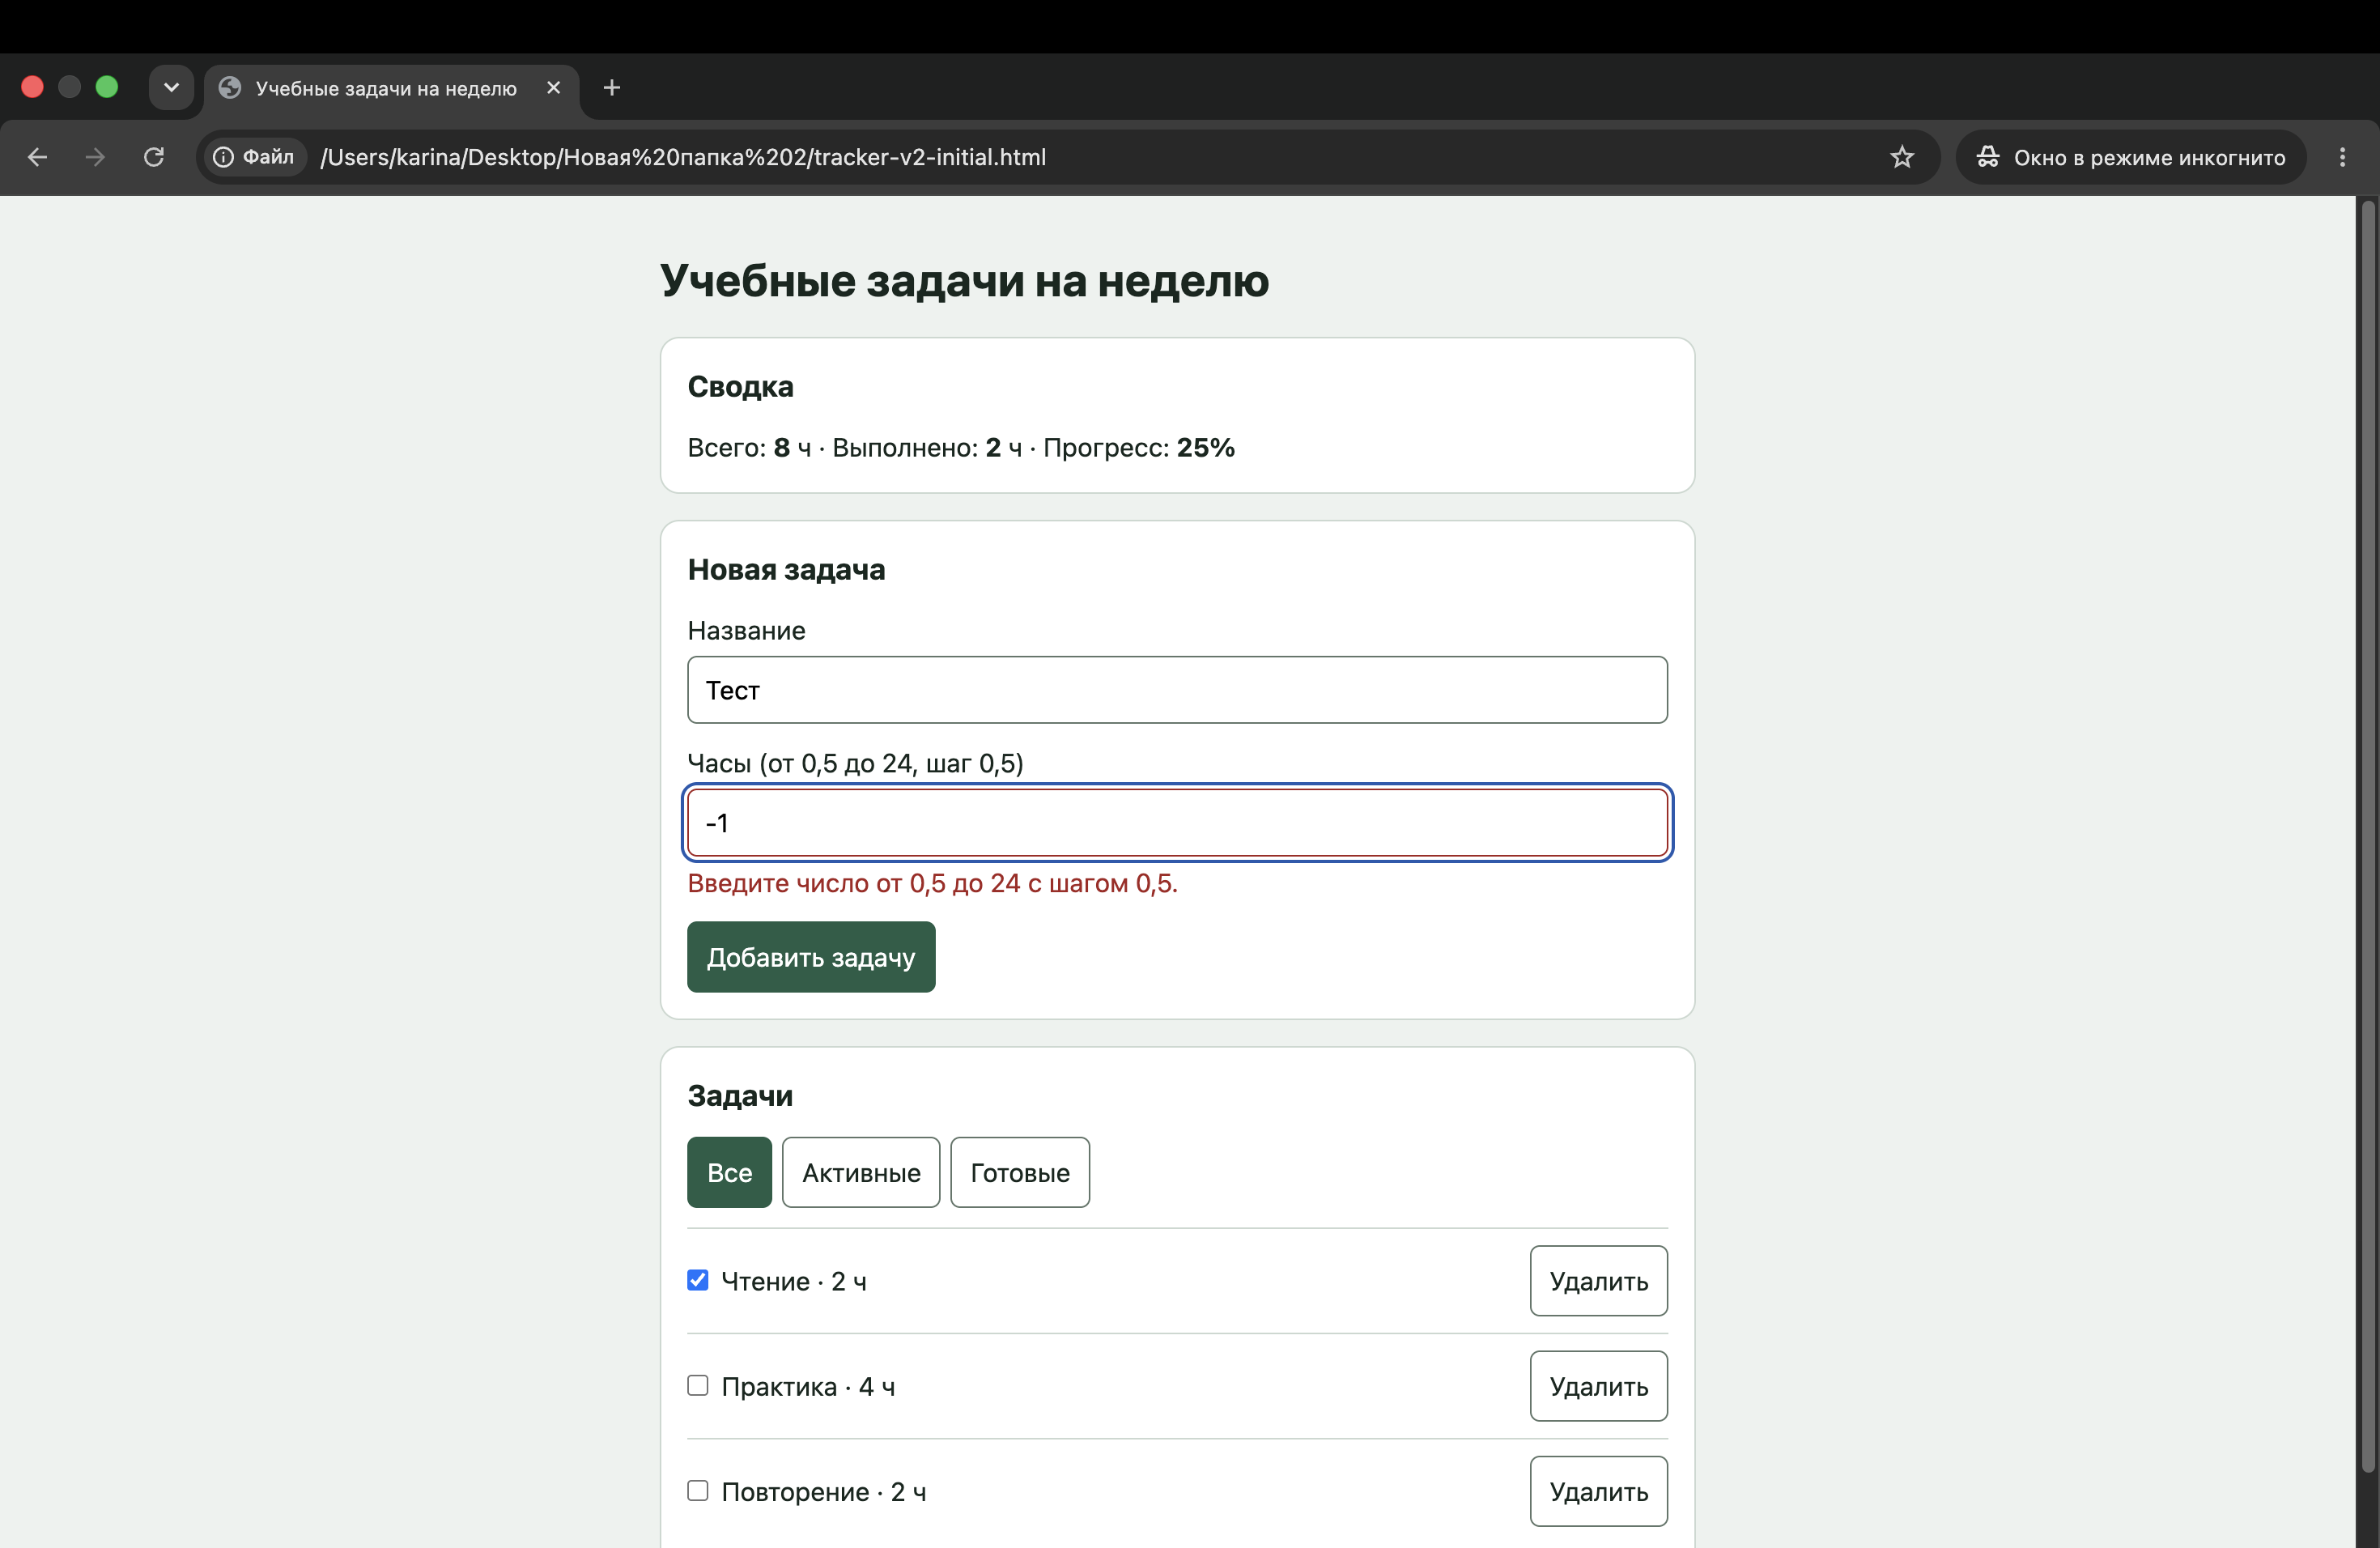 Учебные задачи на неделю
Файл /Users/karina/Desktop/Новая%20папка%202/tracker-v2-initial.html Окно в режиме инкогнито
Учебные задачи на неделю
Сводка
Всего: 8 ч · Выполнено: 2 ч · Прогресс: 25%
Новая задача
Название
Тест
Часы (от 0,5 до 24, шаг 0,5)
-1
Введите число от 0,5 до 24 с шагом 0,5.
Добавить задачу
Задачи
Все Активные Готовые
Чтение · 2 ч Удалить
Практика · 4 ч Удалить
Повторение · 2 ч Удалить